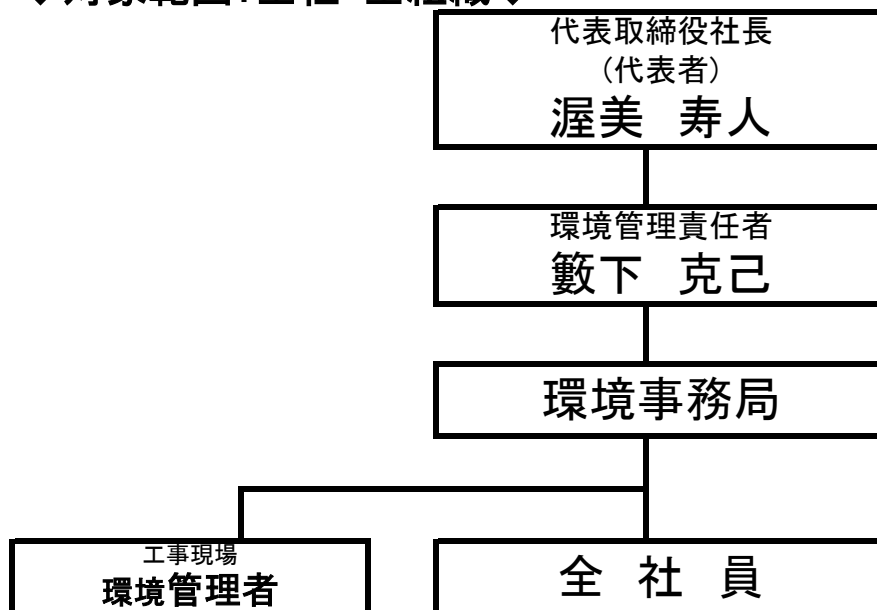 代表取締役社長
(代表者)
渥美 寿人
環境管理責任者
籔下 克己
環境事務局
工事現場
環境管理者
全 社 員